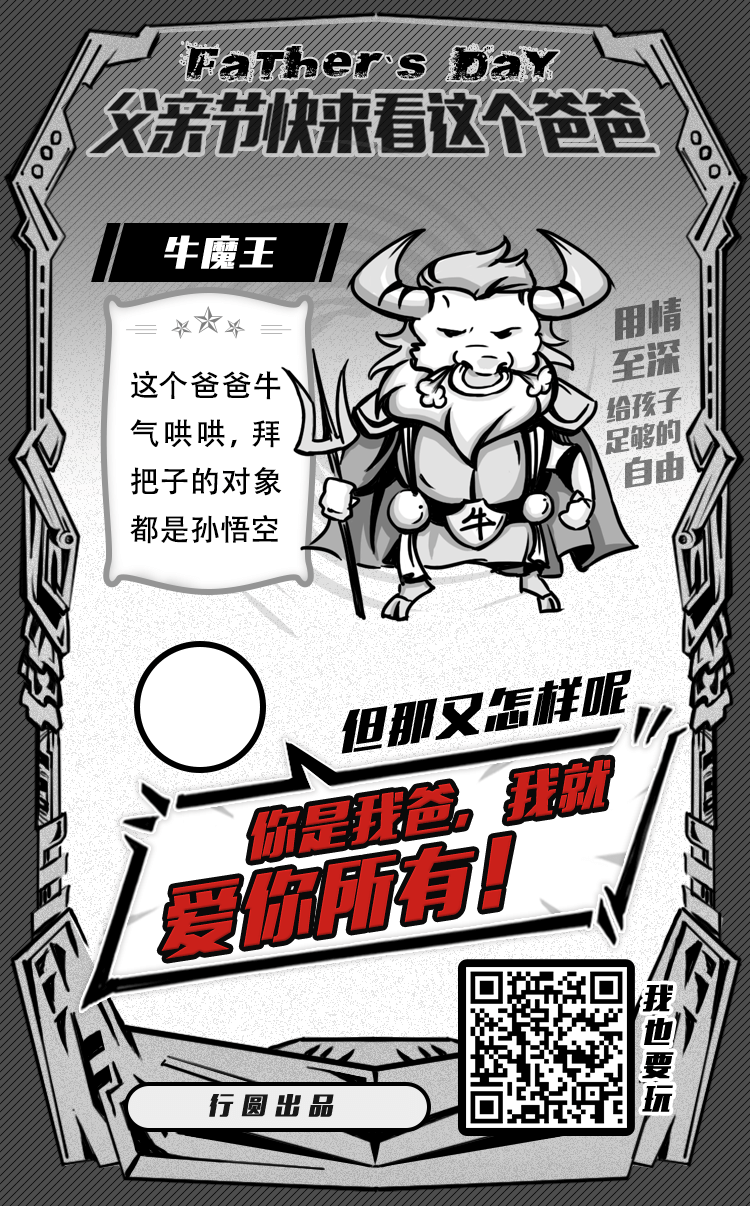 Father's Day
父亲节快来看这个爸爸
牛魔王
这个爸爸牛
气哄哄，拜
把子的对象
都是孙悟空
用情
至深
给孩子
足够的
自由
牛
但那又怎样呢
你是我爸，我就
爱你所有！
我也要玩
行圆出品